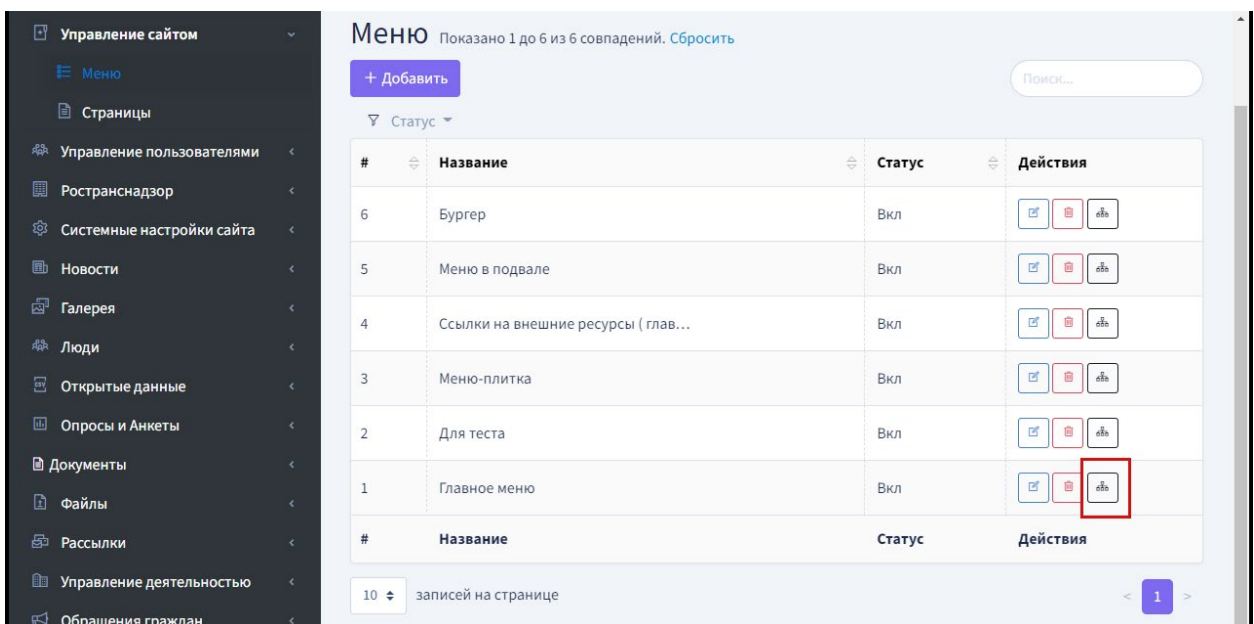 Управление сайтом
Меню
Страницы
Управление пользователями
Ространснадзор
Системные настройки сайта
Новости
Галерея
Люди
Открытые данные
Опросы и Анкеты
Документы
Файлы
Рассылки
Управление деятельностью
Обращения граждан
Меню Показано 1 до 6 из 6 совпадений. Сбросить
+ Добавить
Поиск...
Статус
# Название Статус Действия
6 Бургер Вкл
5 Меню в подвале Вкл
4 Ссылки на внешние ресурсы ( глав... Вкл
3 Меню-плитка Вкл
2 Для теста Вкл
1 Главное меню Вкл
# Название Статус Действия
10 записей на странице
< 1 >